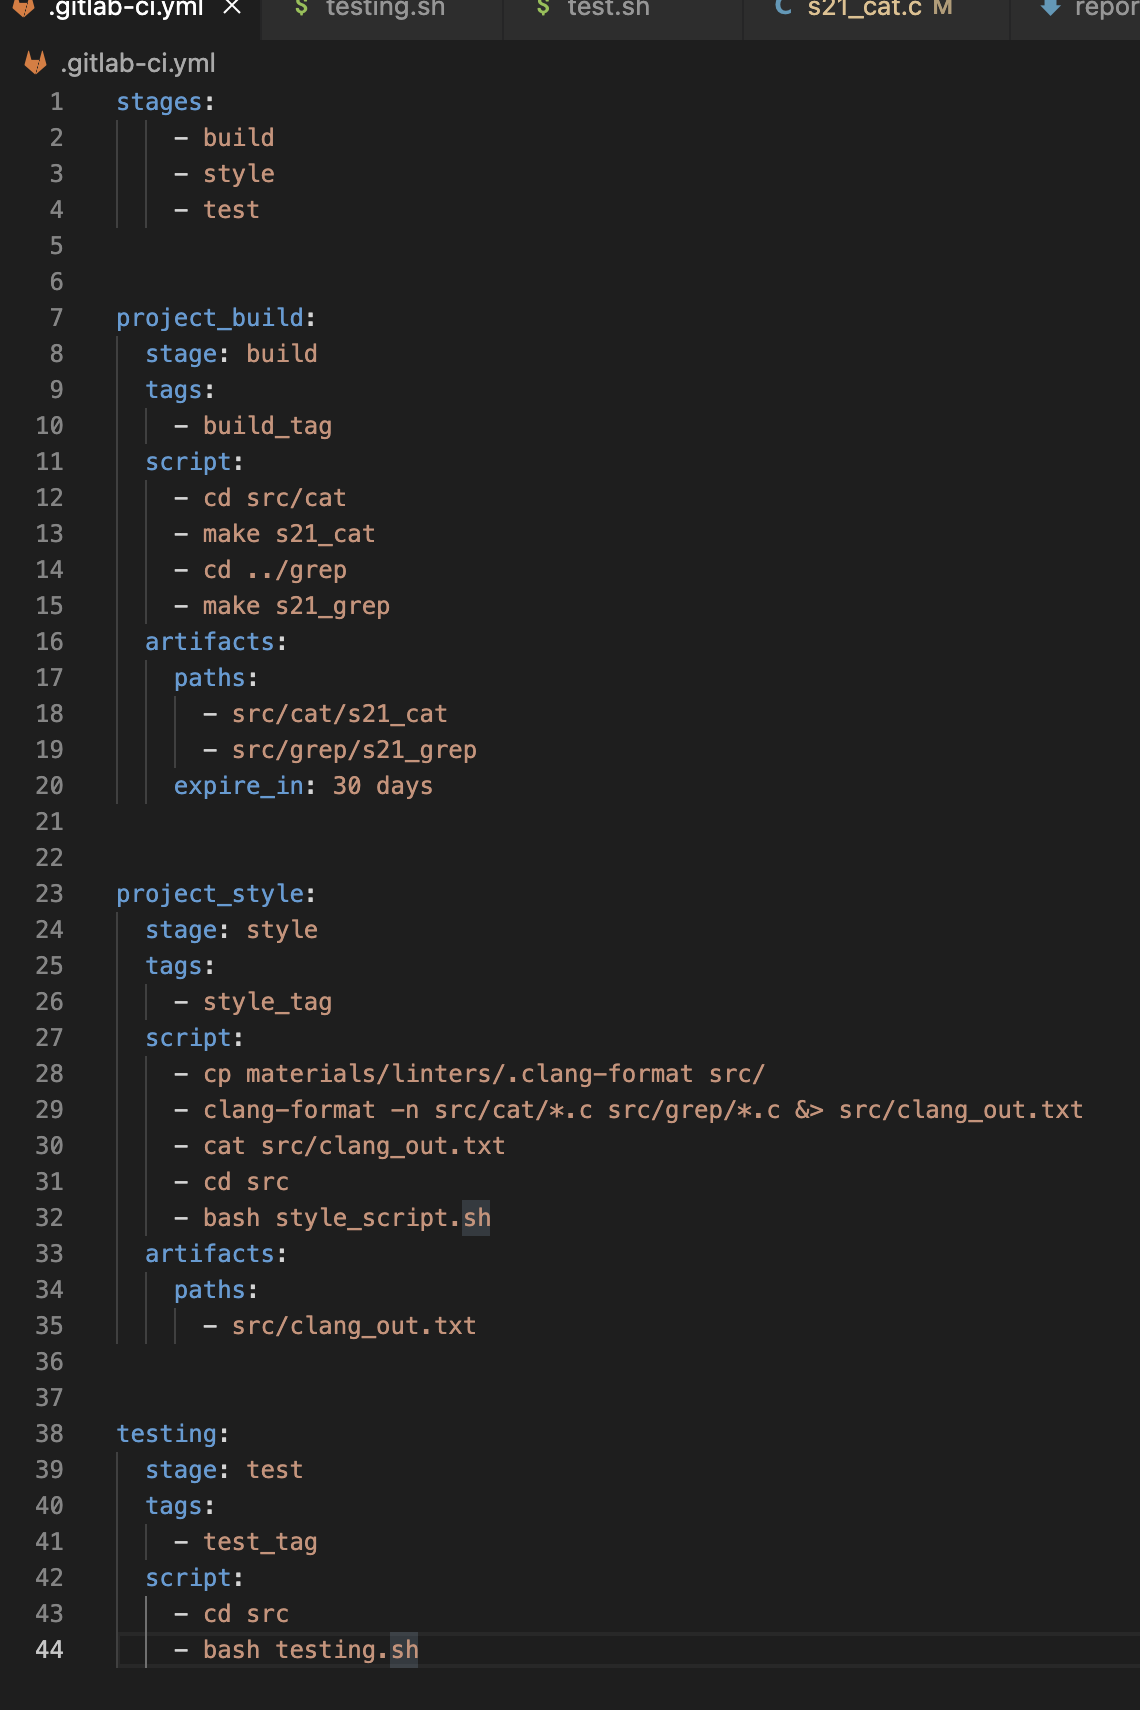 .gitlab-ci.yml × $ testing.sh $ test.sh C s21_cat.c M repor
.gitlab-ci.yml
1 stages:
2 - build
3 - style
4 - test
5
6
7 project_build:
8 stage: build
9 tags:
10 - build_tag
11 script:
12 - cd src/cat
13 - make s21_cat
14 - cd ../grep
15 - make s21_grep
16 artifacts:
17 paths:
18 - src/cat/s21_cat
19 - src/grep/s21_grep
20 expire_in: 30 days
21
22
23 project_style:
24 stage: style
25 tags:
26 - style_tag
27 script:
28 - cp materials/linters/.clang-format src/
29 - clang-format -n src/cat/*.c src/grep/*.c &> src/clang_out.txt
30 - cat src/clang_out.txt
31 - cd src
32 - bash style_script.sh
33 artifacts:
34 paths:
35 - src/clang_out.txt
36
37
38 testing:
39 stage: test
40 tags:
41 - test_tag
42 script:
43 - cd src
44 - bash testing.sh